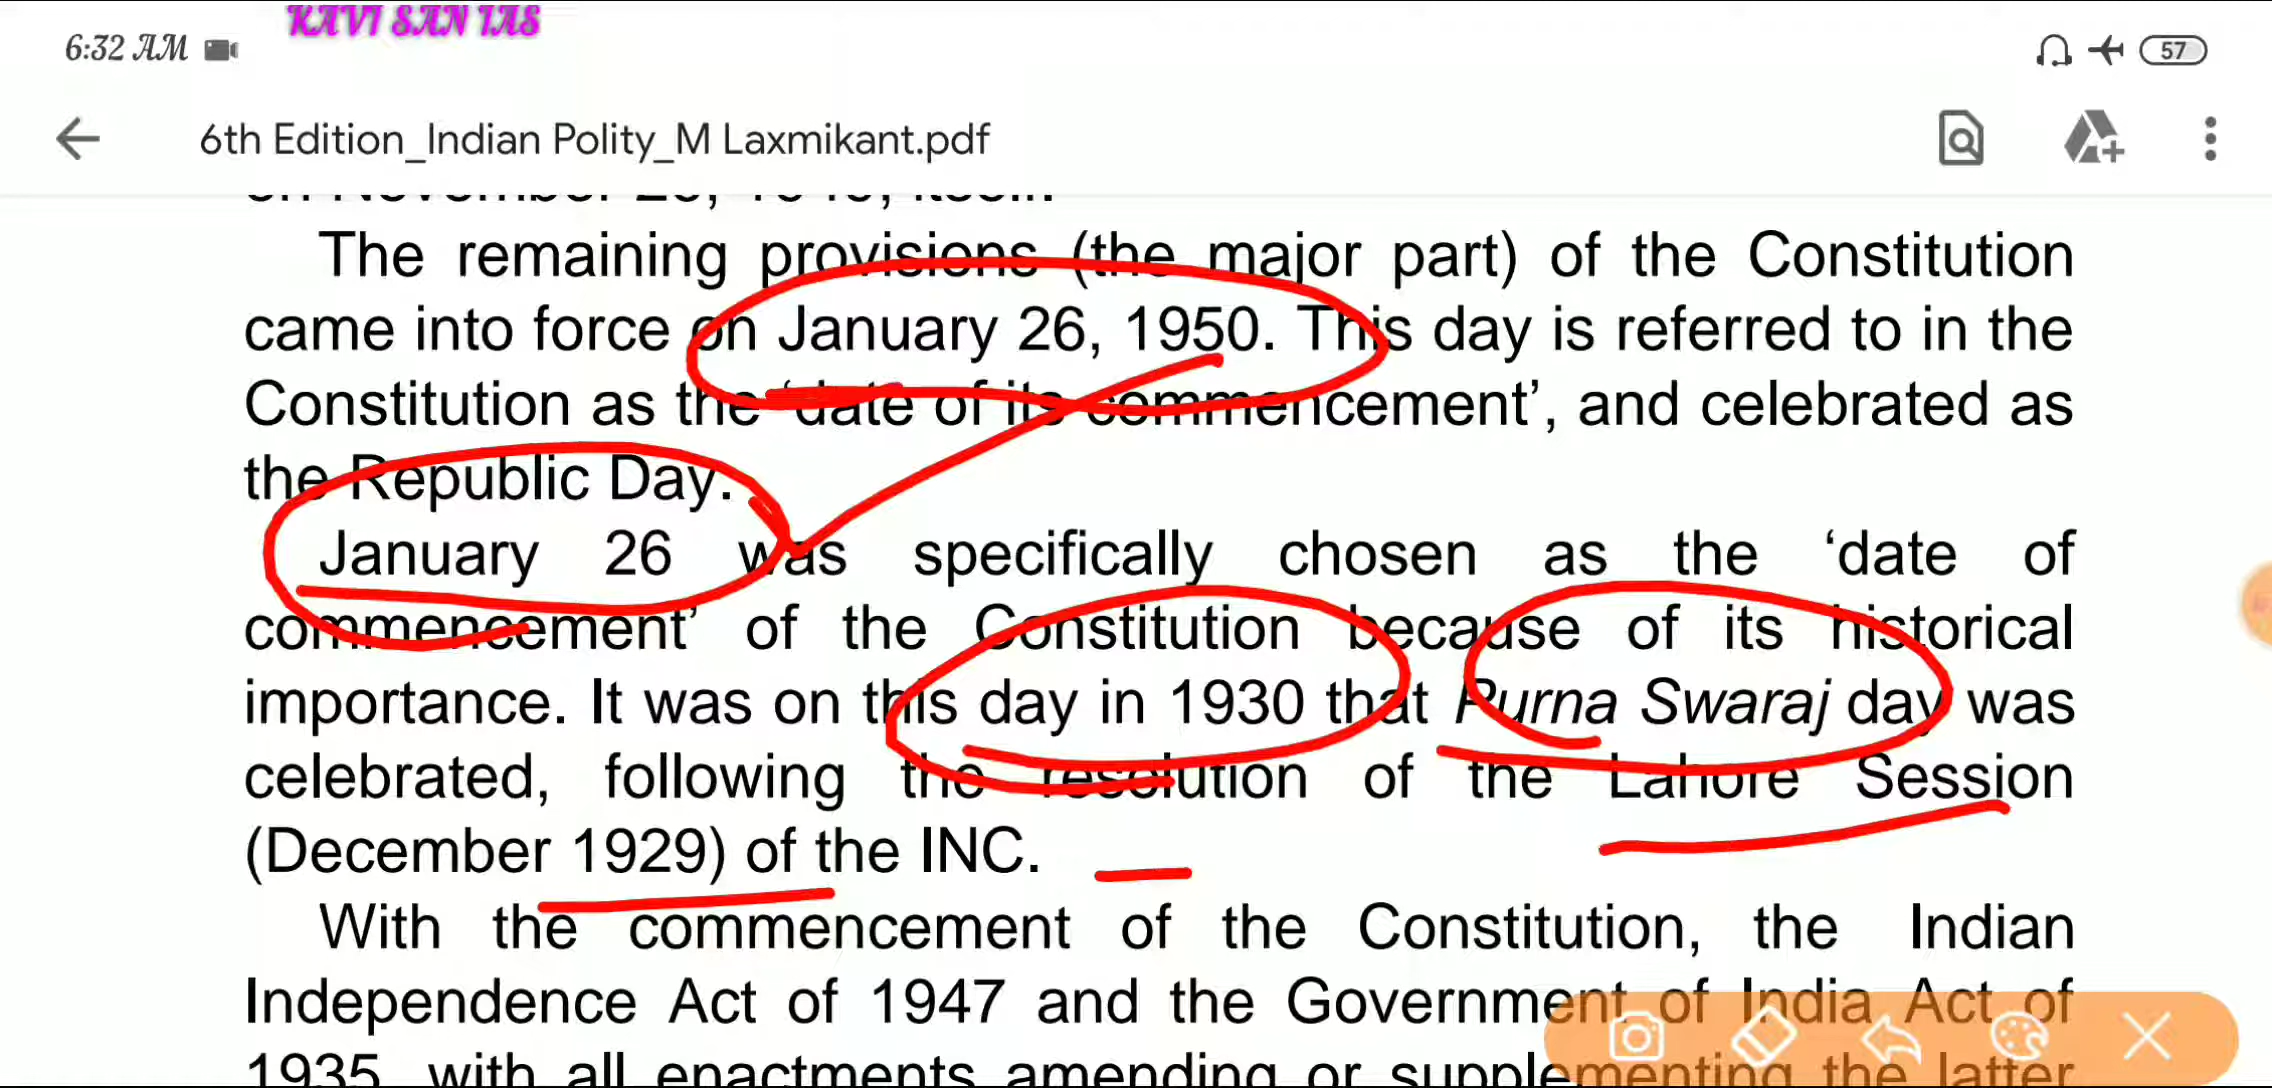 KAVI SAN IAS
6:32 AM
57
6th Edition_Indian Polity_M Laxmikant.pdf
on November 26, 1949, itself.
The remaining provisions (the major part) of the Constitution
came into force on January 26, 1950. This day is referred to in the
Constitution as the ‘date of its commencement’, and celebrated as
the Republic Day.
January 26 was specifically chosen as the ‘date of
commencement’ of the Constitution because of its historical
importance. It was on this day in 1930 that Purna Swaraj day was
celebrated, following the resolution of the Lahore Session
(December 1929) of the INC.
With the commencement of the Constitution, the Indian
Independence Act of 1947 and the Government of India Act of
1935, with all enactments amending or supplementing the latter